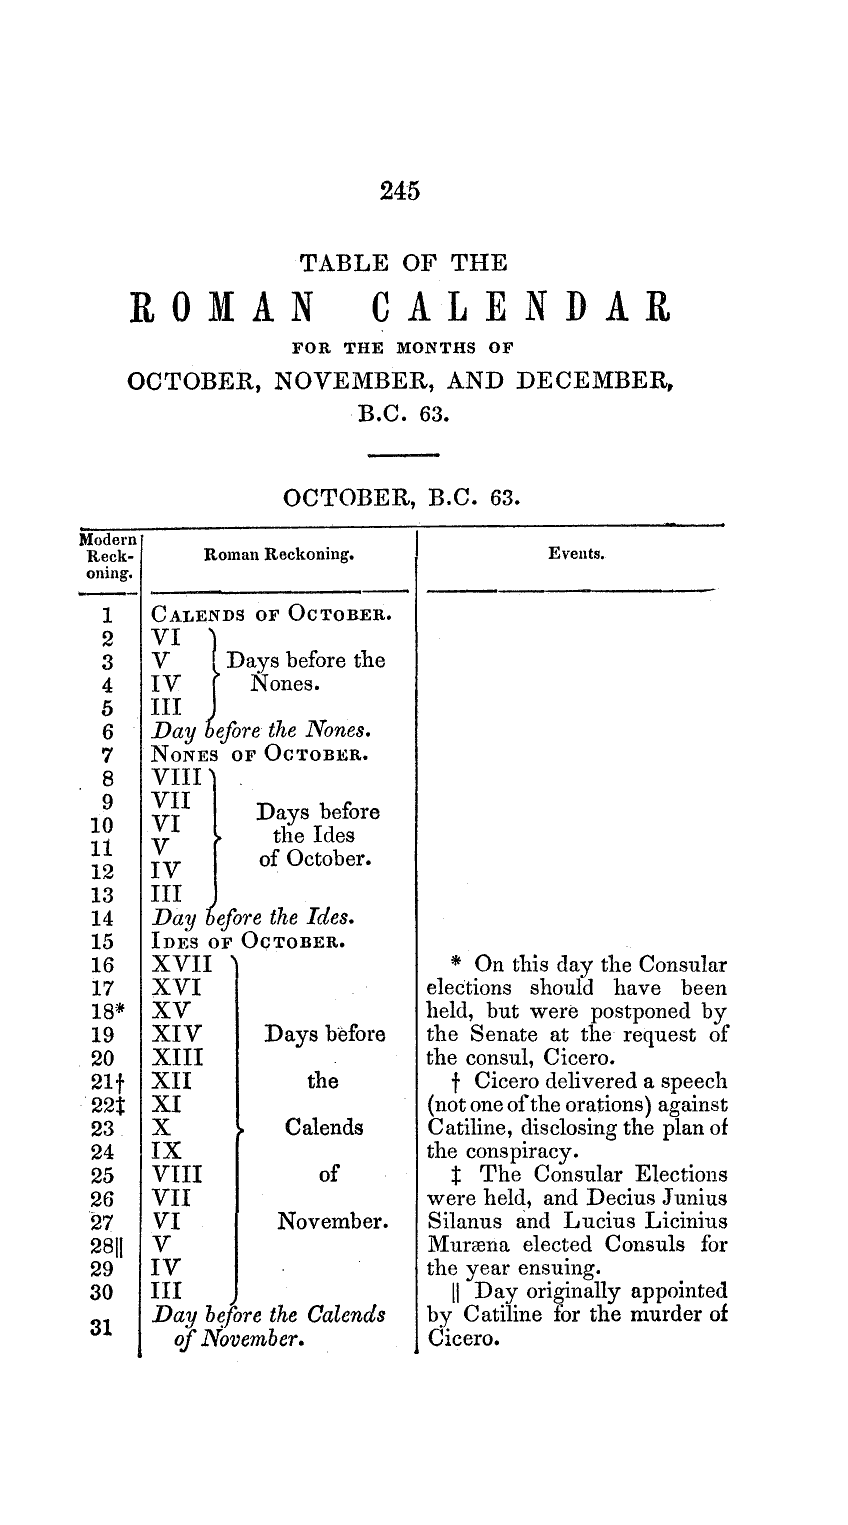 245
TABLE OF THE
ROMAN CALENDAR
FOR THE MONTHS OF
OCTOBER, NOVEMBER, AND DECEMBER,
B.C. 63.
OCTOBER, B.C. 63.
Modern Reckoning. Roman Reckoning. Events.
1 CALENDS OF OCTOBER.
2 VI
3 V Days before the
4 IV Nones.
5 III
6 Day before the Nones.
7 NONES OF OCTOBER.
8 VIII
9 VII Days before
10 VI the Ides
11 V of October.
12 IV
13 III
14 Day before the Ides.
15 IDES OF OCTOBER.
16 XVII
17 XVI
18* XV
19 XIV Days before
20 XIII
21† XII the
22‡ XI
23 X Calends
24 IX
25 VIII of
26 VII
27 VI November.
28|| V
29 IV
30 III
31 Day before the Calends
of November.
* On this day the Consular
elections should have been
held, but were postponed by
the Senate at the request of
the consul, Cicero.
† Cicero delivered a speech
(not one of the orations) against
Catiline, disclosing the plan of
the conspiracy.
‡ The Consular Elections
were held, and Decius Junius
Silanus and Lucius Licinius
Muræna elected Consuls for
the year ensuing.
|| Day originally appointed
by Catiline for the murder of
Cicero.